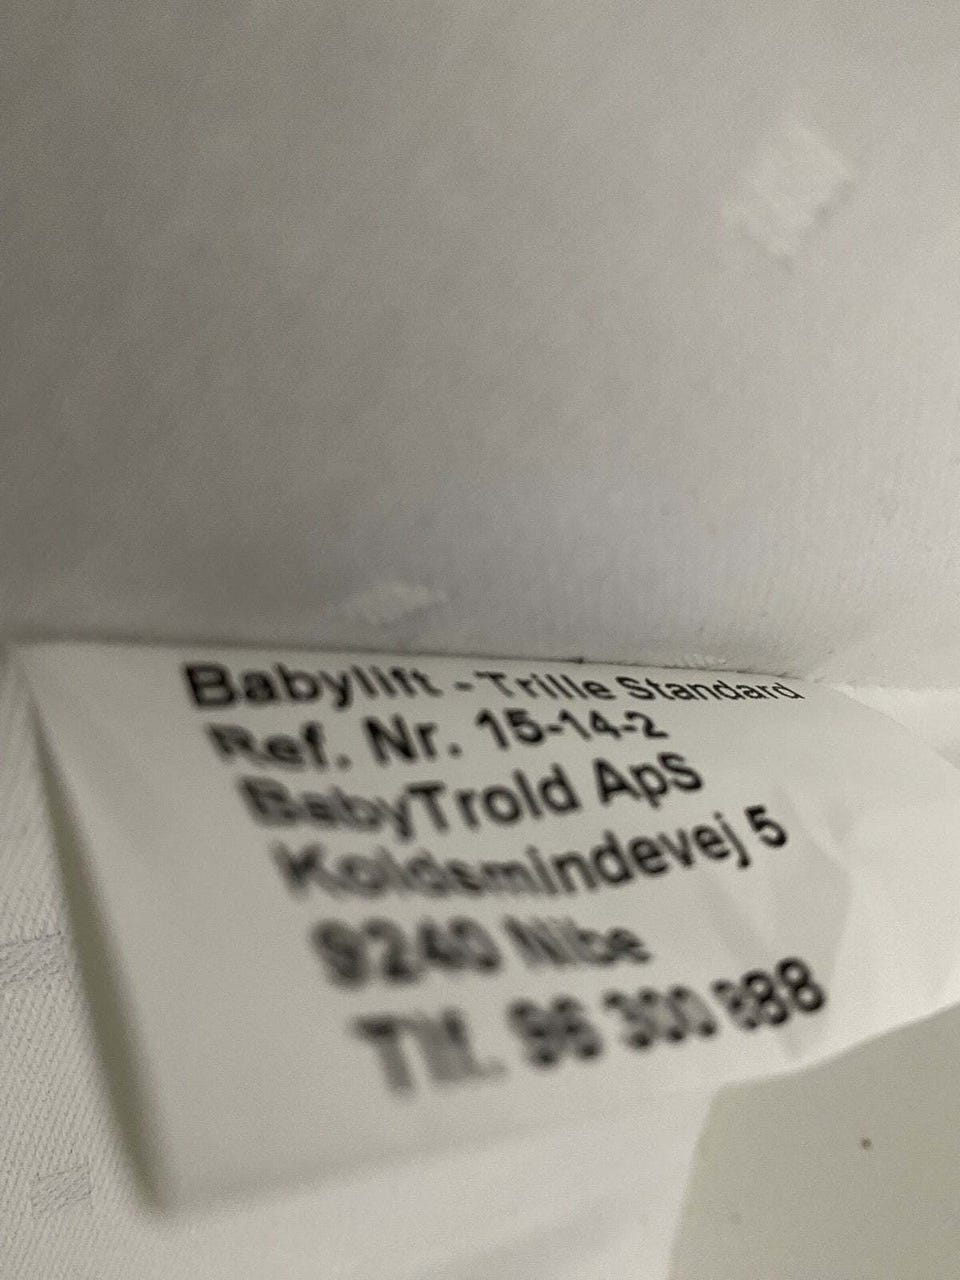 Babylift - Trille Standard
Ref. Nr. 15-14-2
BabyTrold ApS
Koldsmindevej 5
9240 Nibe
Tlf. 96 300 888